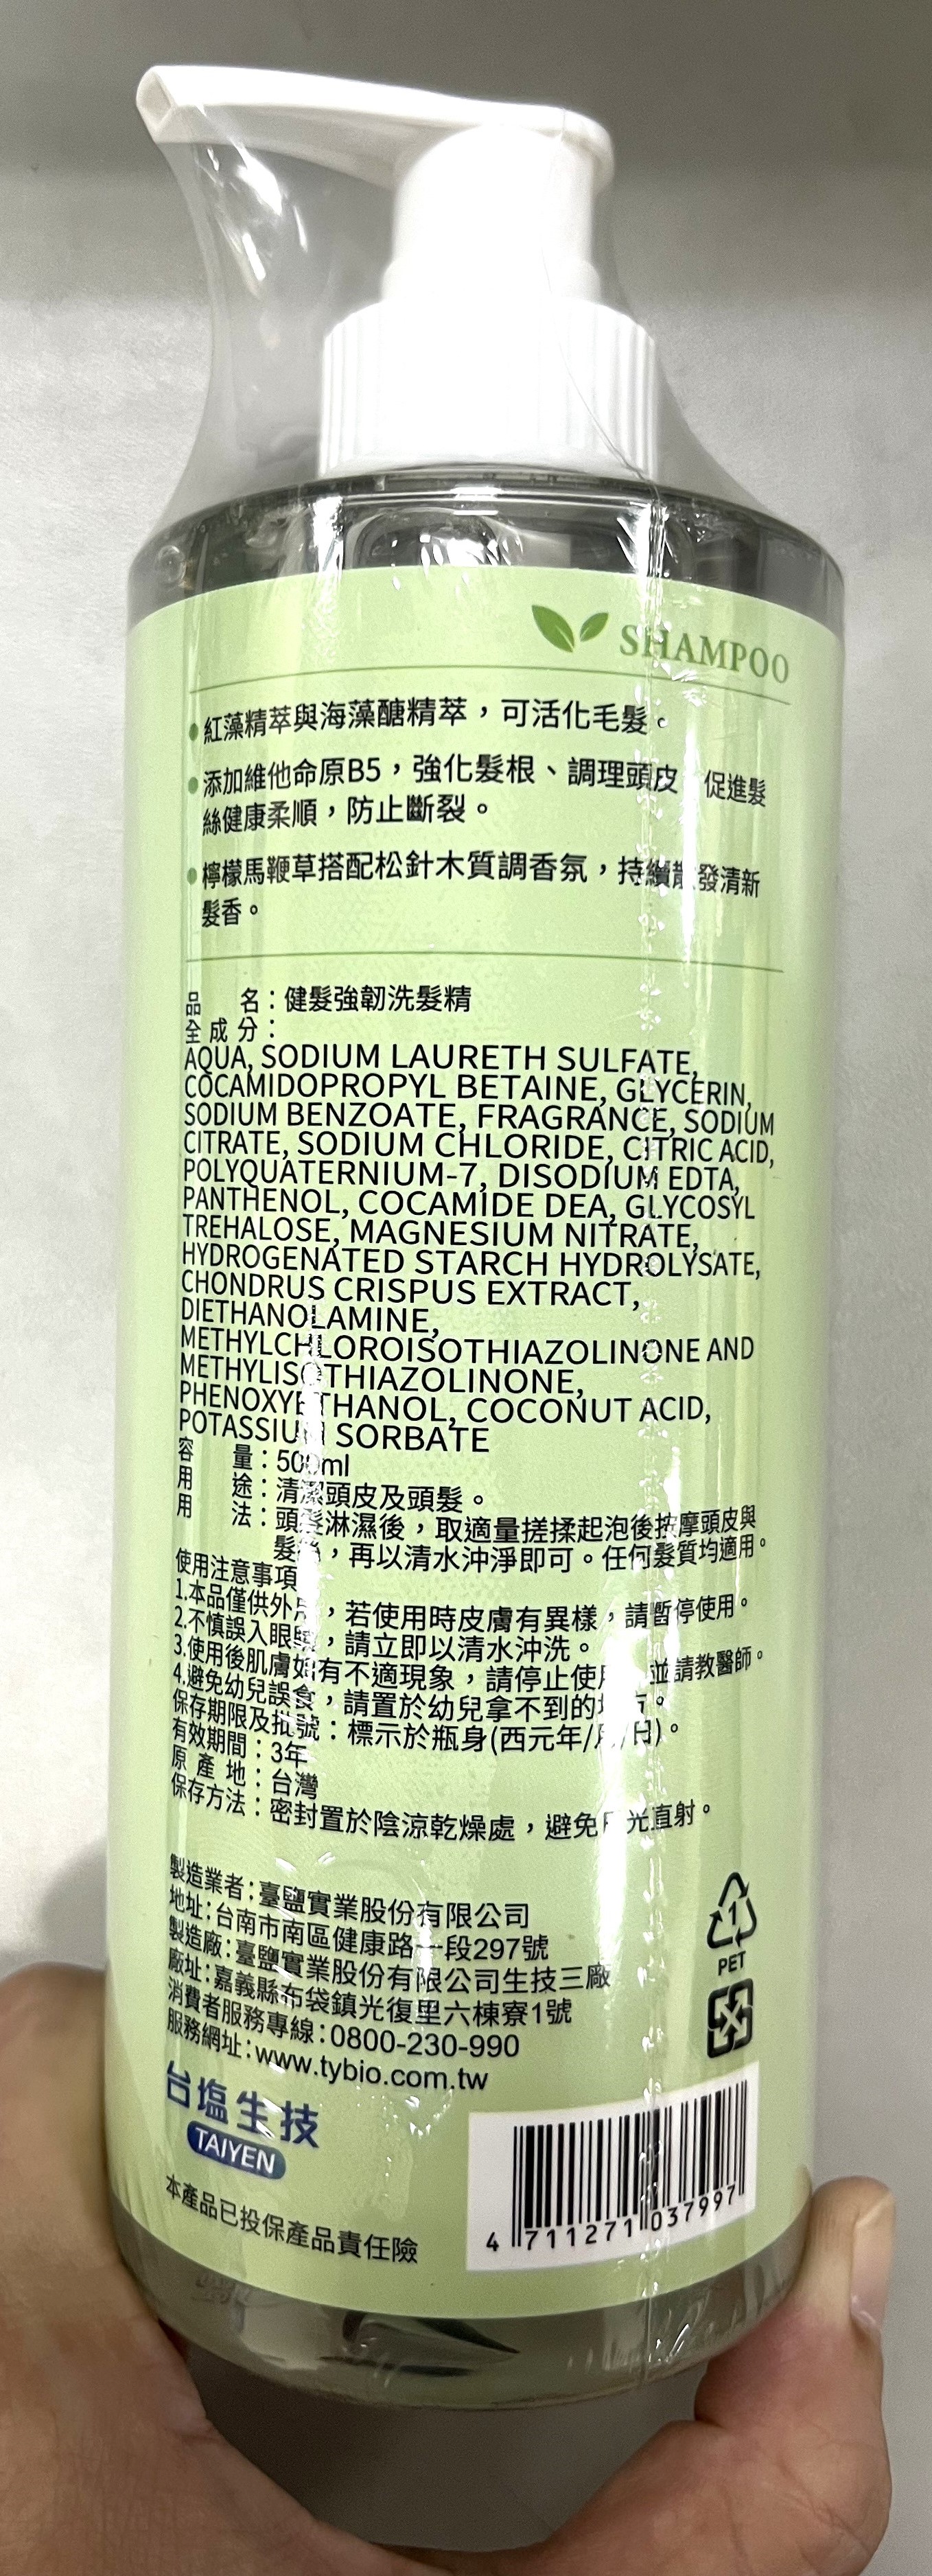 SHAMPOO
紅藻精萃與海藻醣精萃，可活化毛髮。
添加維他命原B5，強化髮根、調理頭皮 促進髮
絲健康柔順，防止斷裂。
檸檬馬鞭草搭配松針木質調香氛，持續散發清新
髮香。
品 名：健髮強韌洗髮精
全成分：
AQUA, SODIUM LAURETH SULFATE,
COCAMIDOPROPYL BETAINE, GLYCERIN,
SODIUM BENZOATE, FRAGRANCE, SODIUM
CITRATE, SODIUM CHLORIDE, CITRIC ACID,
POLYQUATERNIUM-7, DISODIUM EDTA,
PANTHENOL, COCAMIDE DEA, GLYCOSYL
TREHALOSE, MAGNESIUM NITRATE,
HYDROGENATED STARCH HYDROLYSATE,
CHONDRUS CRISPUS EXTRACT,
DIETHANOLAMINE,
METHYLCHLOROISOTHIAZOLINONE AND
METHYLISOTHIAZOLINONE,
PHENOXYETHANOL, COCONUT ACID,
POTASSIUM SORBATE
容 量：500ml
用 途：清潔頭皮及頭髮。
用 法：頭髮淋濕後，取適量搓揉起泡後按摩頭皮與
髮絲，再以清水沖淨即可。任何髮質均適用。
使用注意事項
1.本品僅供外用，若使用時皮膚有異樣，請暫停使用。
2.不慎誤入眼睛，請立即以清水沖洗。
3.使用後肌膚如有不適現象，請停止使用 並請教醫師。
4.避免幼兒誤食，請置於幼兒拿不到的地方。
保存期限及批號：標示於瓶身(西元年/月/日)。
有效期間：3年
原產地：台灣
保存方法：密封置於陰涼乾燥處，避免日光直射。
製造業者：臺鹽實業股份有限公司
地址：台南市南區健康路一段297號
製造廠：臺鹽實業股份有限公司生技三廠
廠址：嘉義縣布袋鎮光復里六棟寮1號
消費者服務專線：0800-230-990
服務網址：www.tybio.com.tw
1
PET
台塩生技
TAIYEN
本產品已投保產品責任險
4 711271 037997